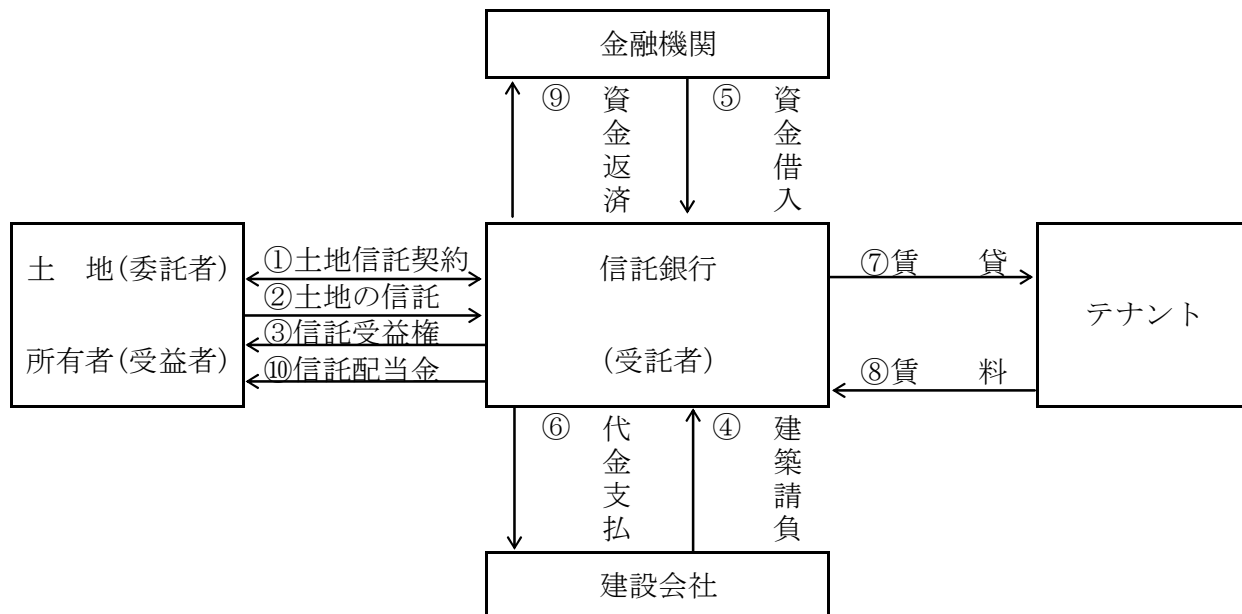 金融機関
⑨ 資金返済
⑤ 資金借入
土 地(委託者)
所有者(受益者)
①土地信託契約
②土地の信託
③信託受益権
⑩信託配当金
信託銀行
(受託者)
⑦賃 貸
⑧賃 料
テナント
⑥ 代金支払
④ 建築請負
建設会社